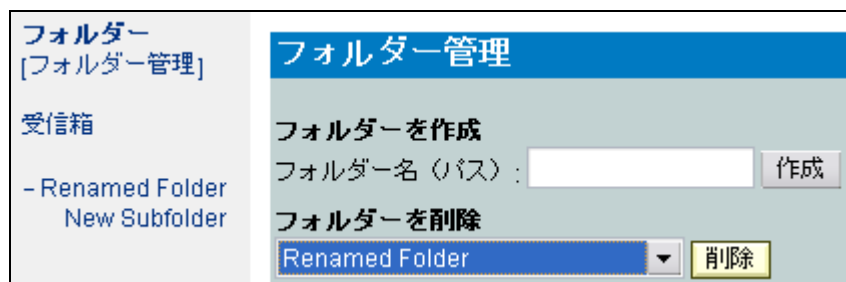 フォルダー
[フォルダー管理]
受信箱
– Renamed Folder
New Subfolder
フォルダー管理
フォルダーを作成
フォルダー名（パス）:
作成
フォルダーを削除
Renamed Folder
削除